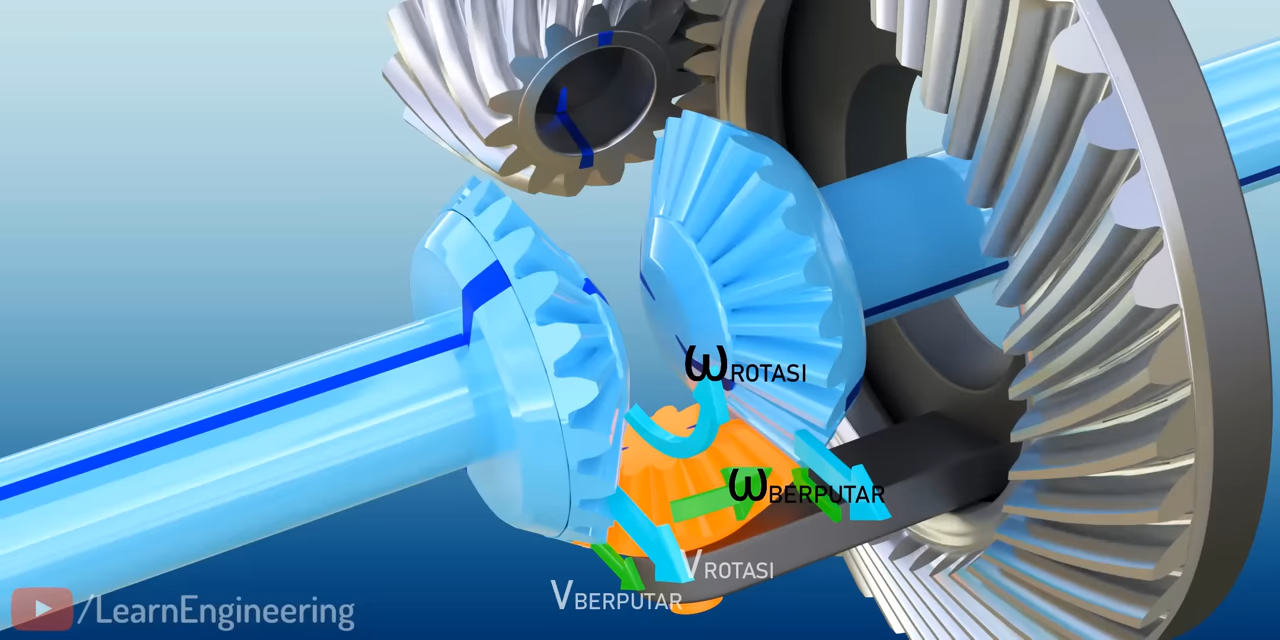 ωROTASI
ωBERPUTAR
VROTASI
VBERPUTAR
/LearnEngineering